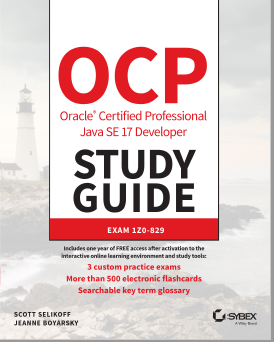 OCP
Oracle® Certified Professional
Java SE 17 Developer
STUDY
GUIDE
EXAM 1Z0-829
Includes one year of FREE access after activation to the
interactive online learning environment and study tools:
3 custom practice exams
More than 500 electronic flashcards
Searchable key term glossary
SCOTT SELIKOFF
JEANNE BOYARSKY
SYBEX
A Wiley Brand